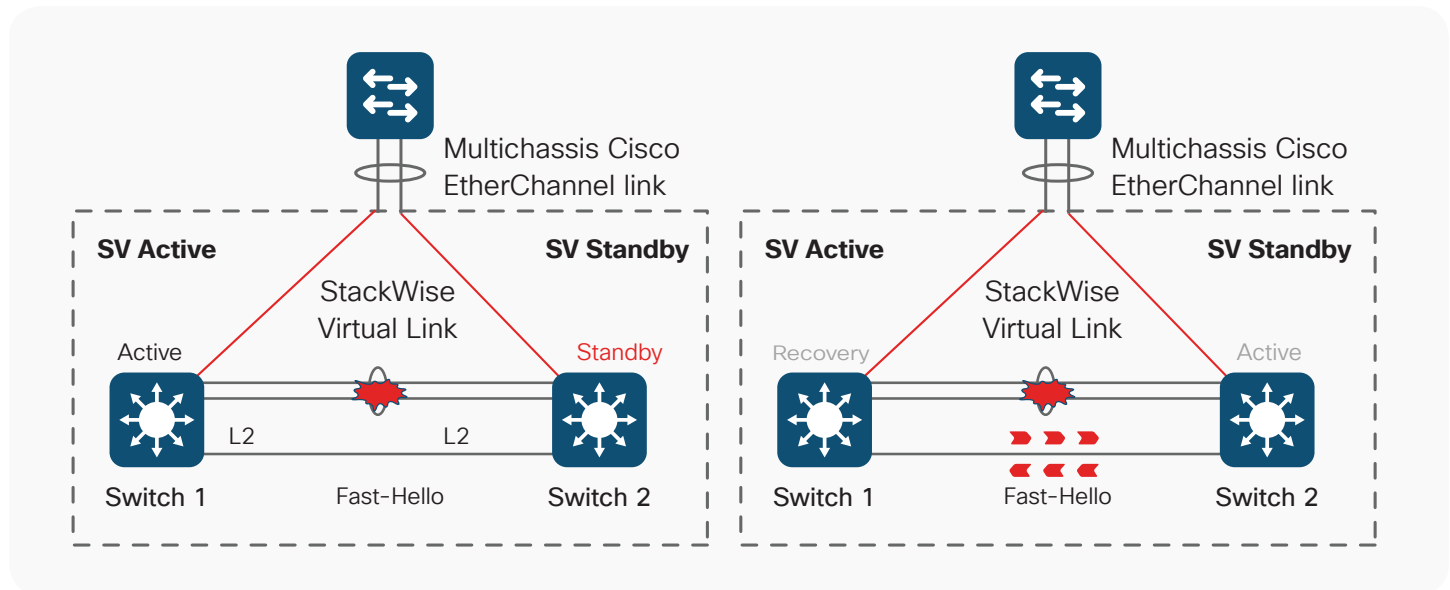 Multichassis Cisco
EtherChannel link
SV Active
SV Standby
StackWise
Virtual Link
Active
Standby
L2
L2
Switch 1
Fast-Hello
Switch 2
Multichassis Cisco
EtherChannel link
SV Active
SV Standby
StackWise
Virtual Link
Recovery
Active
Switch 1
Fast-Hello
Switch 2